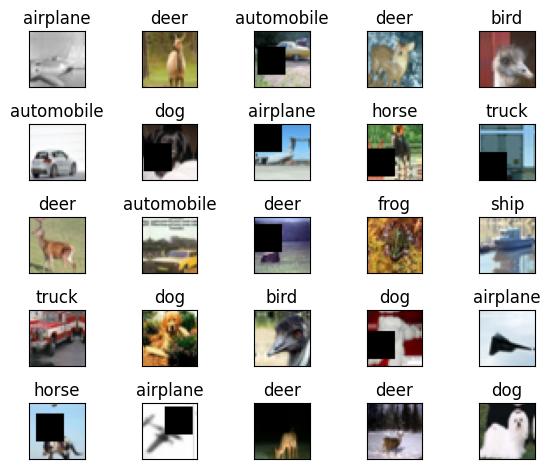 airplane deer automobile deer bird
automobile dog airplane horse truck
deer automobile deer frog ship
truck dog bird dog airplane
horse airplane deer deer dog